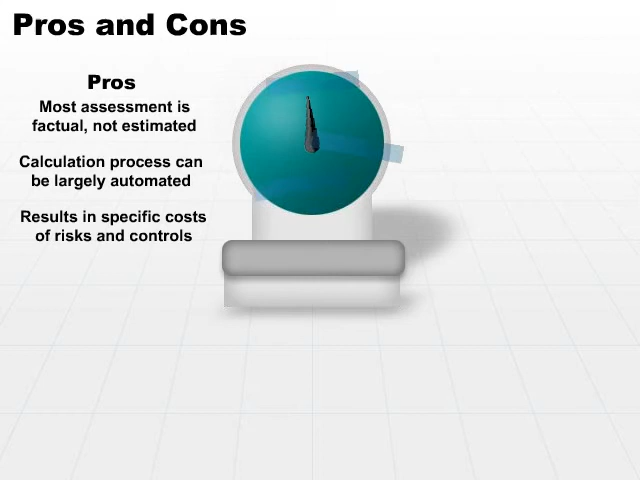 Pros and Cons
Pros
Most assessment is
factual, not estimated
Calculation process can
be largely automated
Results in specific costs
of risks and controls